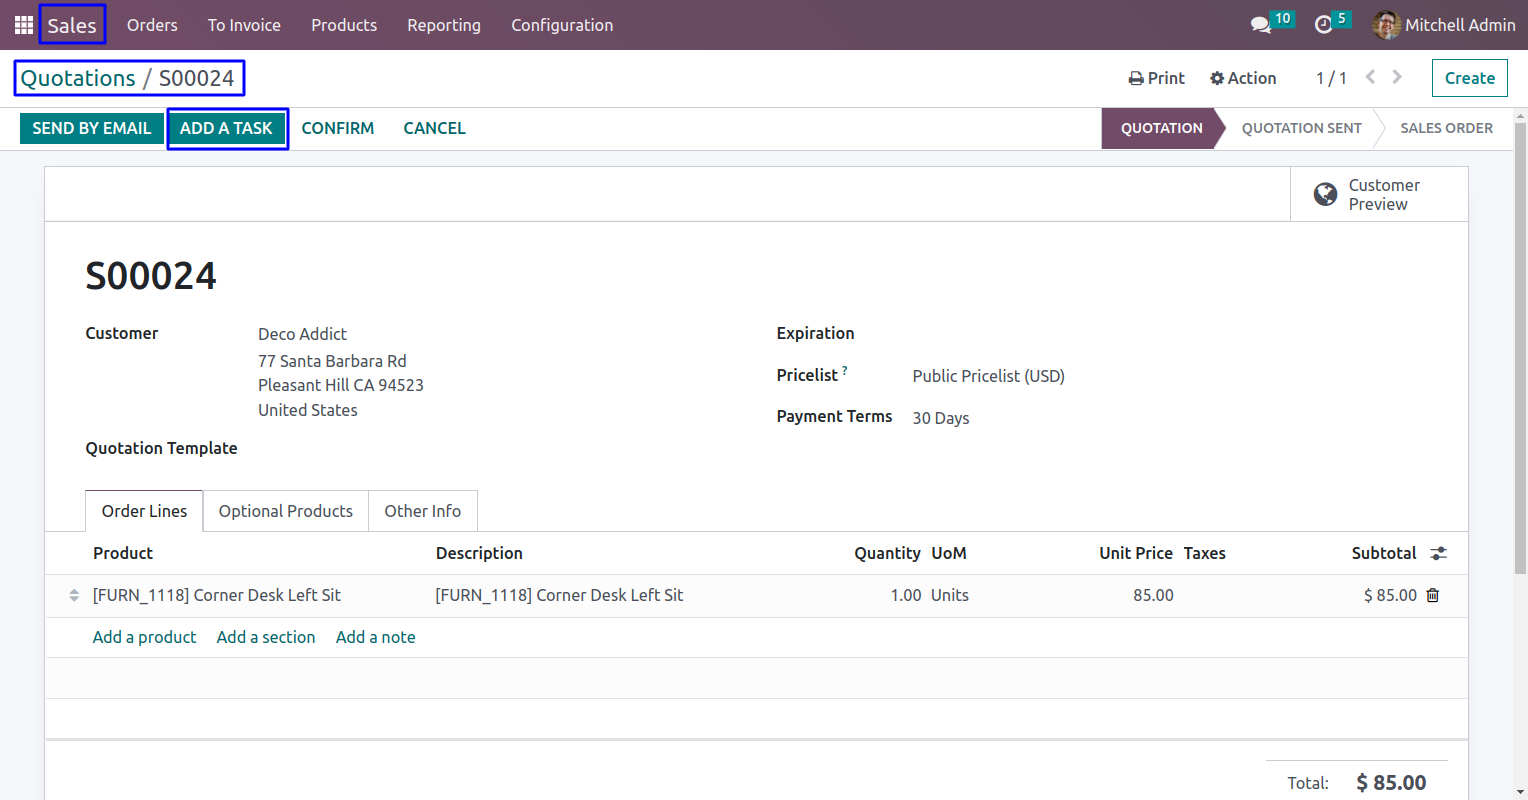 Sales Orders To Invoice Products Reporting Configuration 10 5 Mitchell Admin
Quotations / S00024 Print Action 1 / 1 Create
SEND BY EMAIL ADD A TASK CONFIRM CANCEL QUOTATION QUOTATION SENT SALES ORDER
Customer
Preview
S00024
Customer Deco Addict
77 Santa Barbara Rd
Pleasant Hill CA 94523
United States
Quotation Template
Expiration
Pricelist ? Public Pricelist (USD)
Payment Terms 30 Days
Order Lines Optional Products Other Info
Product Description Quantity UoM Unit Price Taxes Subtotal
[FURN_1118] Corner Desk Left Sit [FURN_1118] Corner Desk Left Sit 1.00 Units 85.00 $ 85.00
Add a product Add a section Add a note
Total: $ 85.00